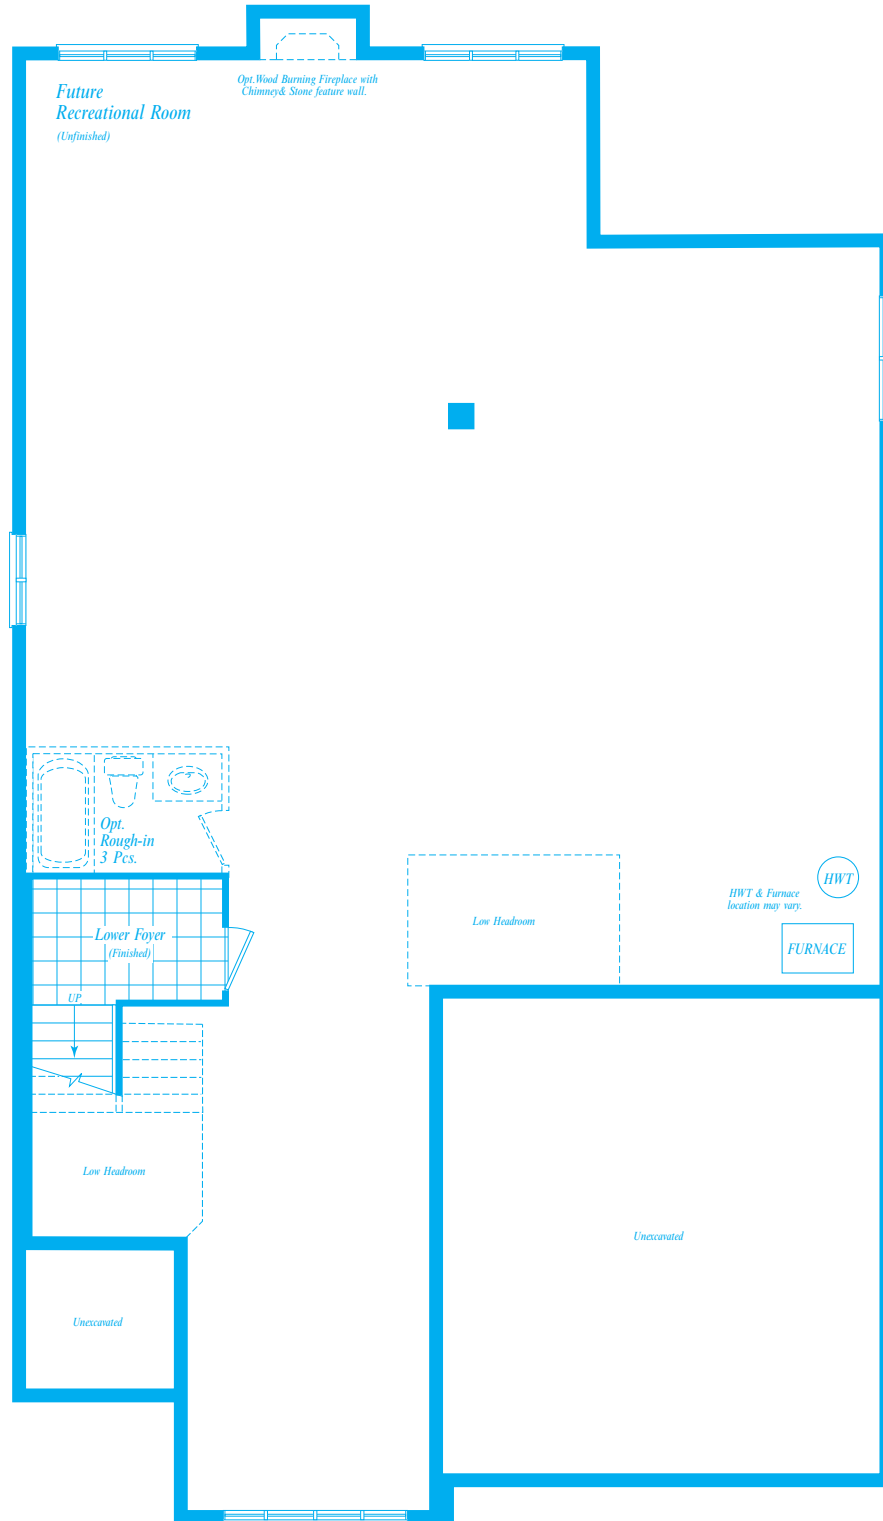 Opt.Wood Burning Fireplace with
Chimney& Stone feature wall.
Future
Recreational Room
(Unfinished)
Opt.
Rough-in
3 Pcs.
HWT
HWT & Furnace
location may vary.
Low Headroom
Lower Foyer
(Finished)
FURNACE
UP
Low Headroom
Unexcavated
Unexcavated